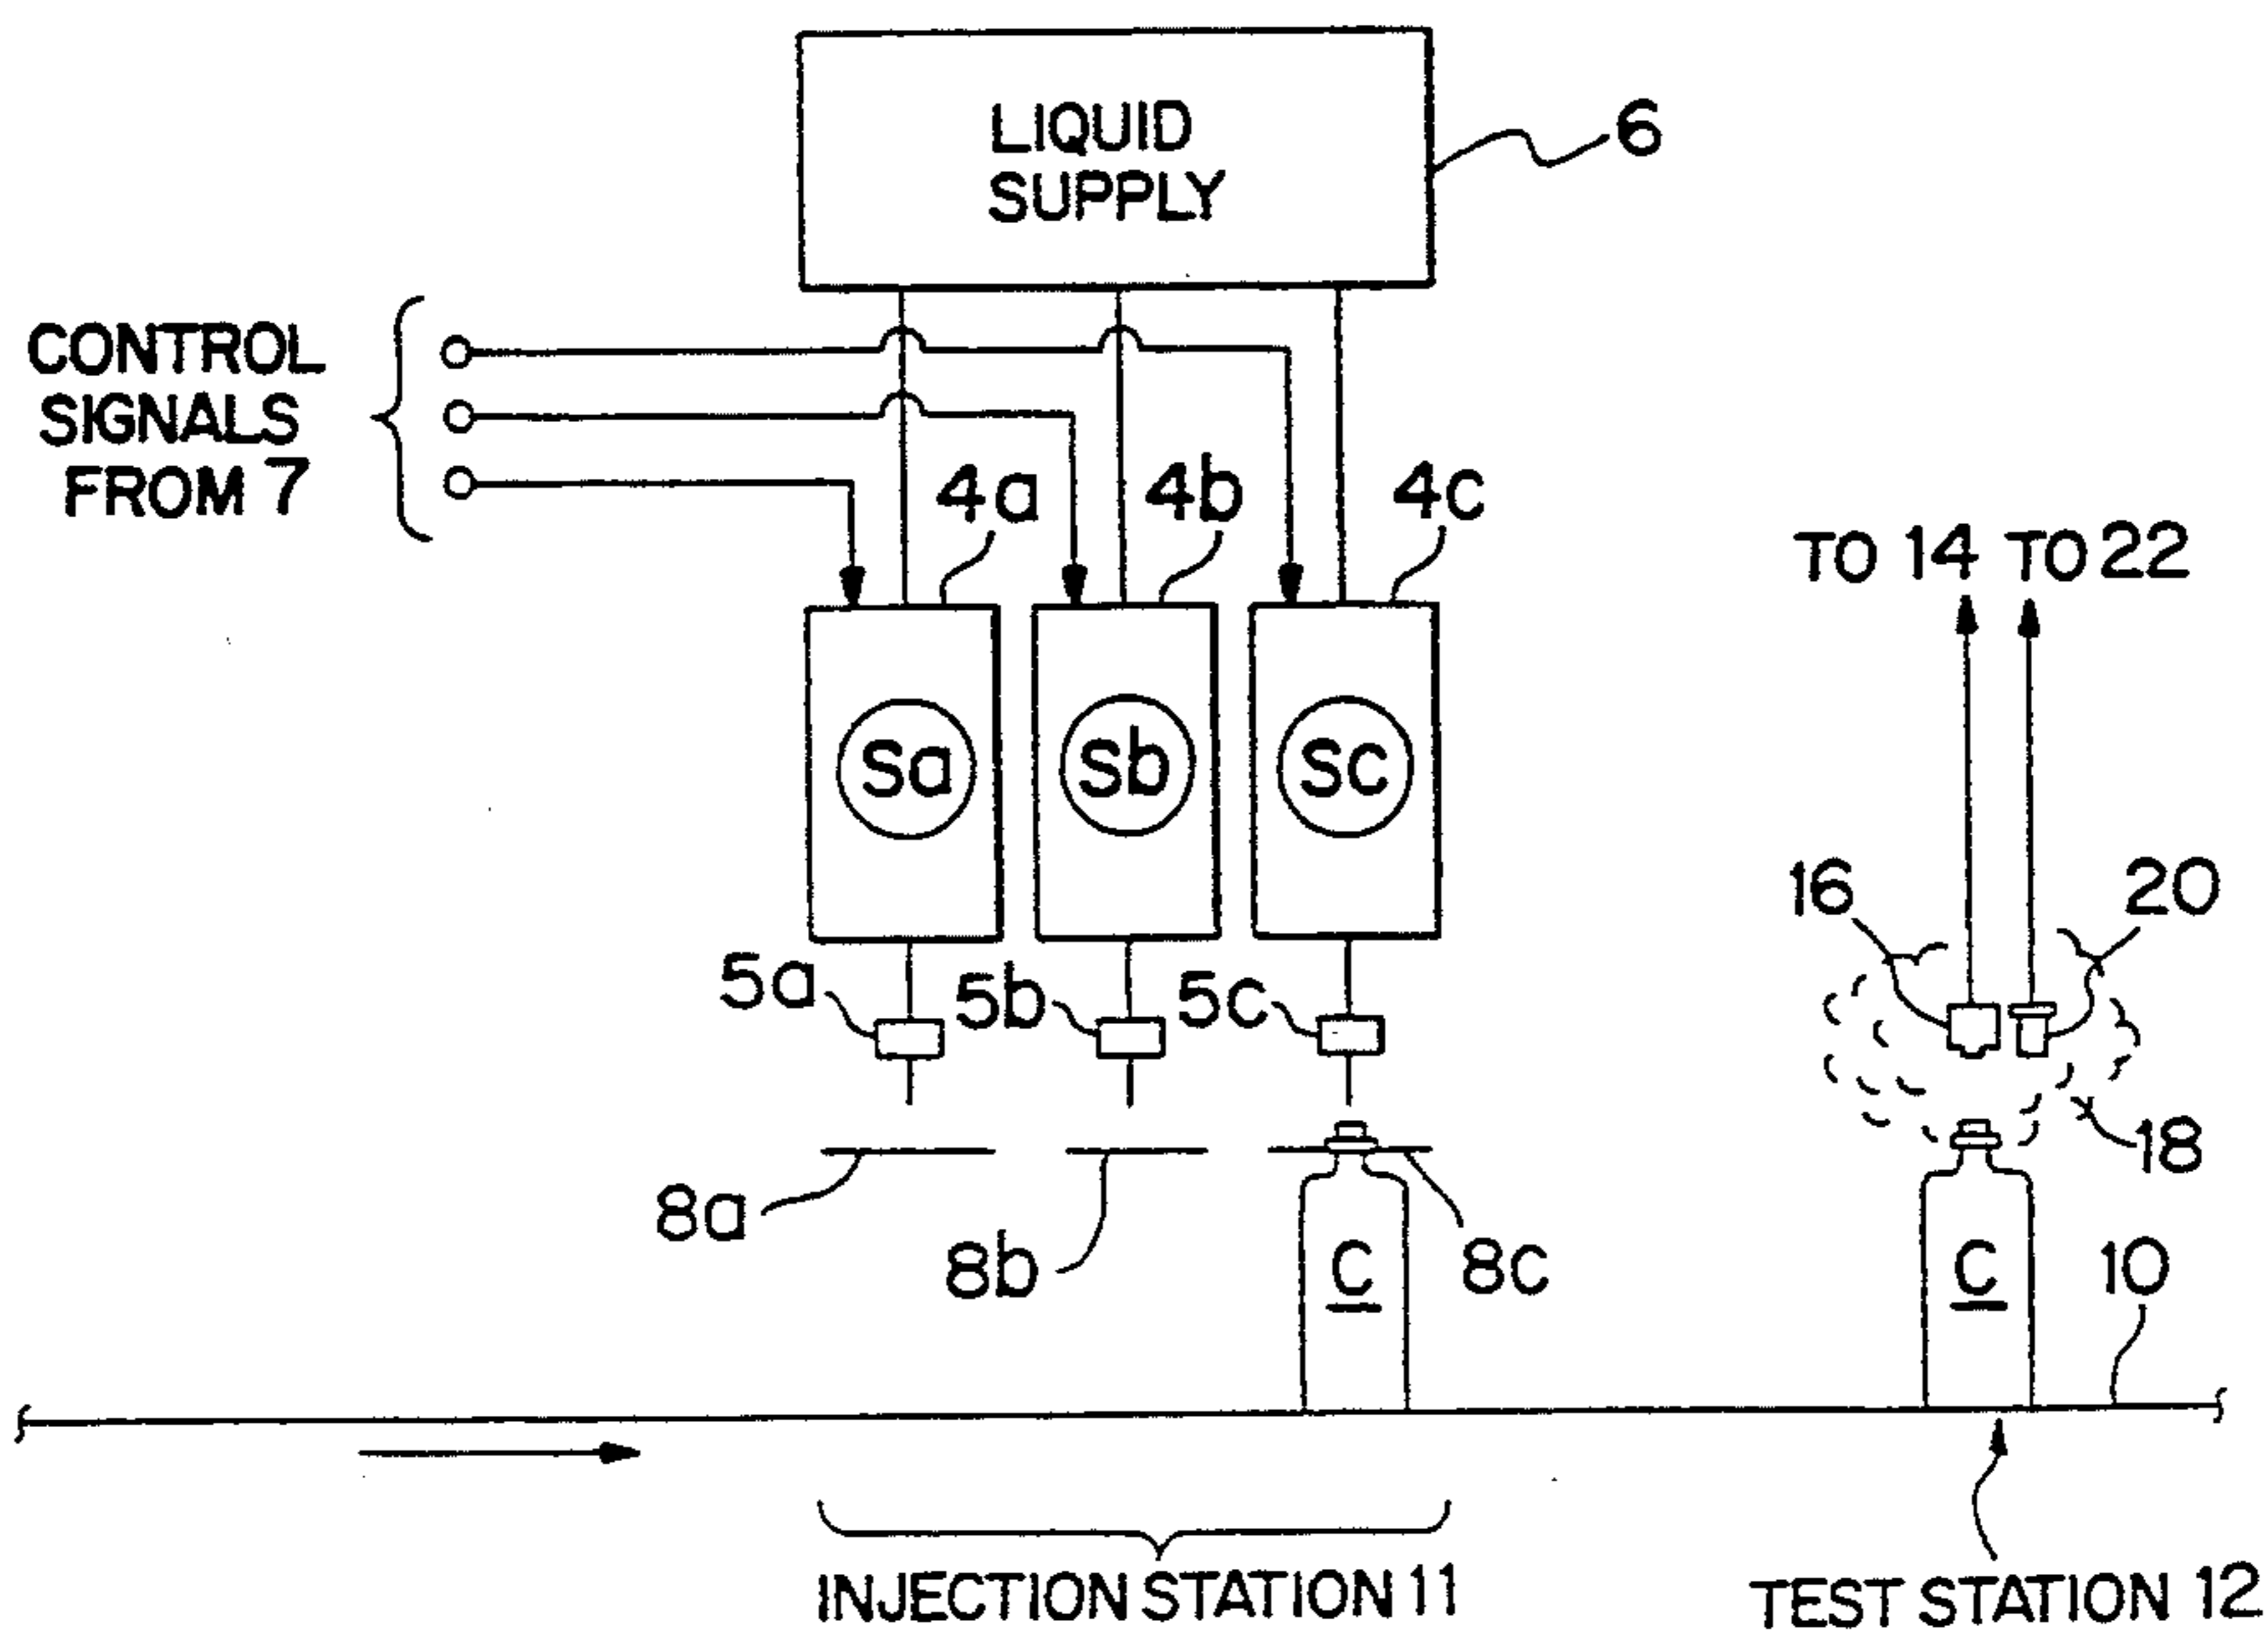 LIQUID
SUPPLY
6
CONTROL
SIGNALS
FROM 7
4a
4b
4c
TO 14
TO 22
Sa
Sb
Sc
16
20
5a
5b
5c
18
8a
8b
8c
C
C
10
INJECTION STATION 11
TEST STATION 12